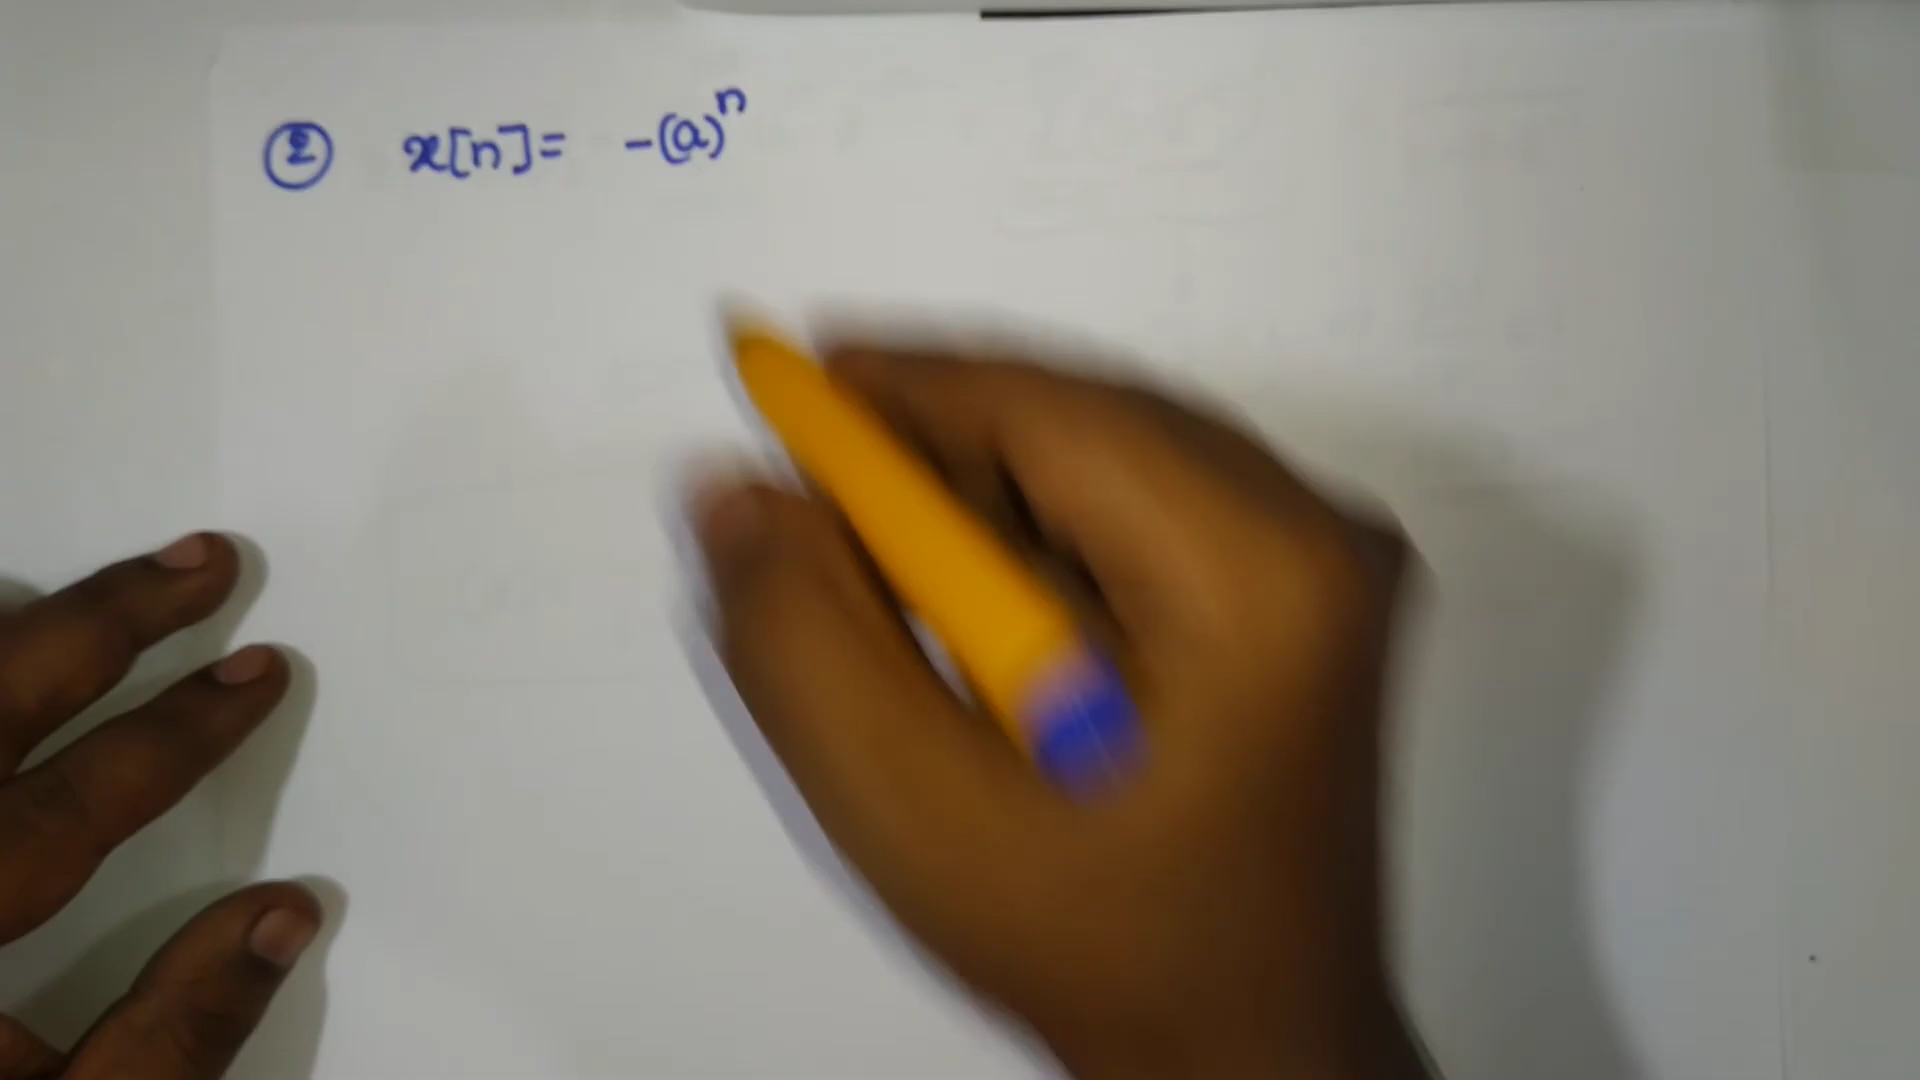 ② x[n] = -(a)ⁿ